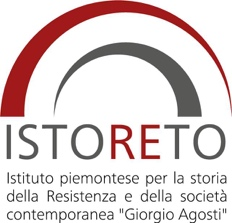 ISTORETO
Istituto piemontese per la storia
della Resistenza e della società
contemporanea "Giorgio Agosti"